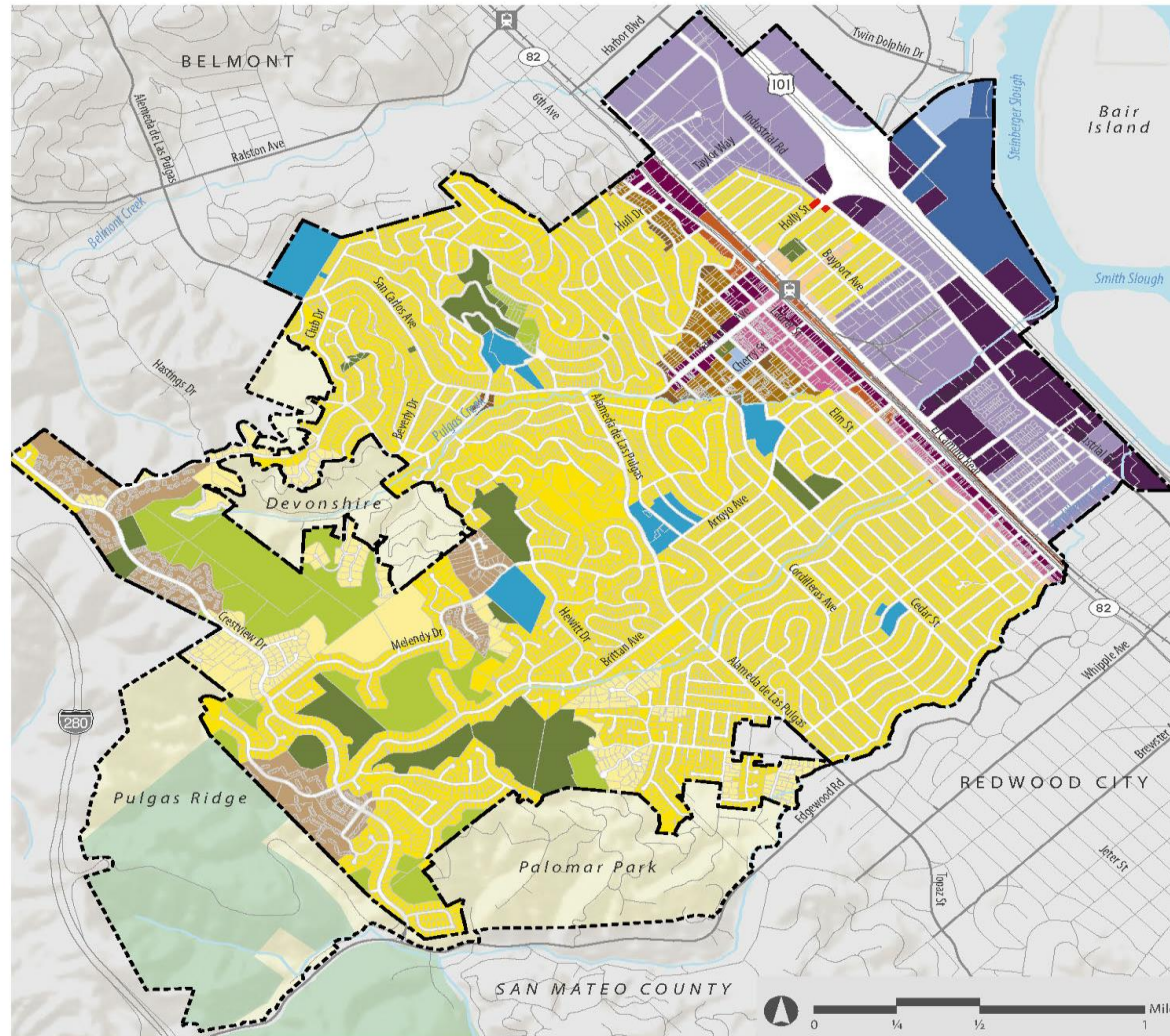 BELMONT
82
Harbor Blvd
Twin Dolphin Dr
101
Steinberger Slough
Bair
Island
6th Ave
Alameda de Las Pulgas
Ralston Ave
Industrial Rd
Taylor Way
Belmont Creek
Hull Dr
Holly St
Bayport Ave
Smith Slough
San Carlos Ave
Club Dr
Cherry St
Hastings Dr
Beverly Dr
Pulgas Creek
Alameda de Las Pulgas
Elm St
El Camino Real
Devonshire
Arroyo Ave
Crestview Dr
Melendy Dr
Hewitt Dr
Brittan Ave
Cordilleras Ave
Cedar St
82
Whipple Ave
Alameda de Las Pulgas
280
Brewster
Pulgas Ridge
REDWOOD CITY
Edgewood Rd
Palomar Park
Jeter St
Topaz St
SAN MATEO COUNTY
0 ¼ ½ 1 Mil